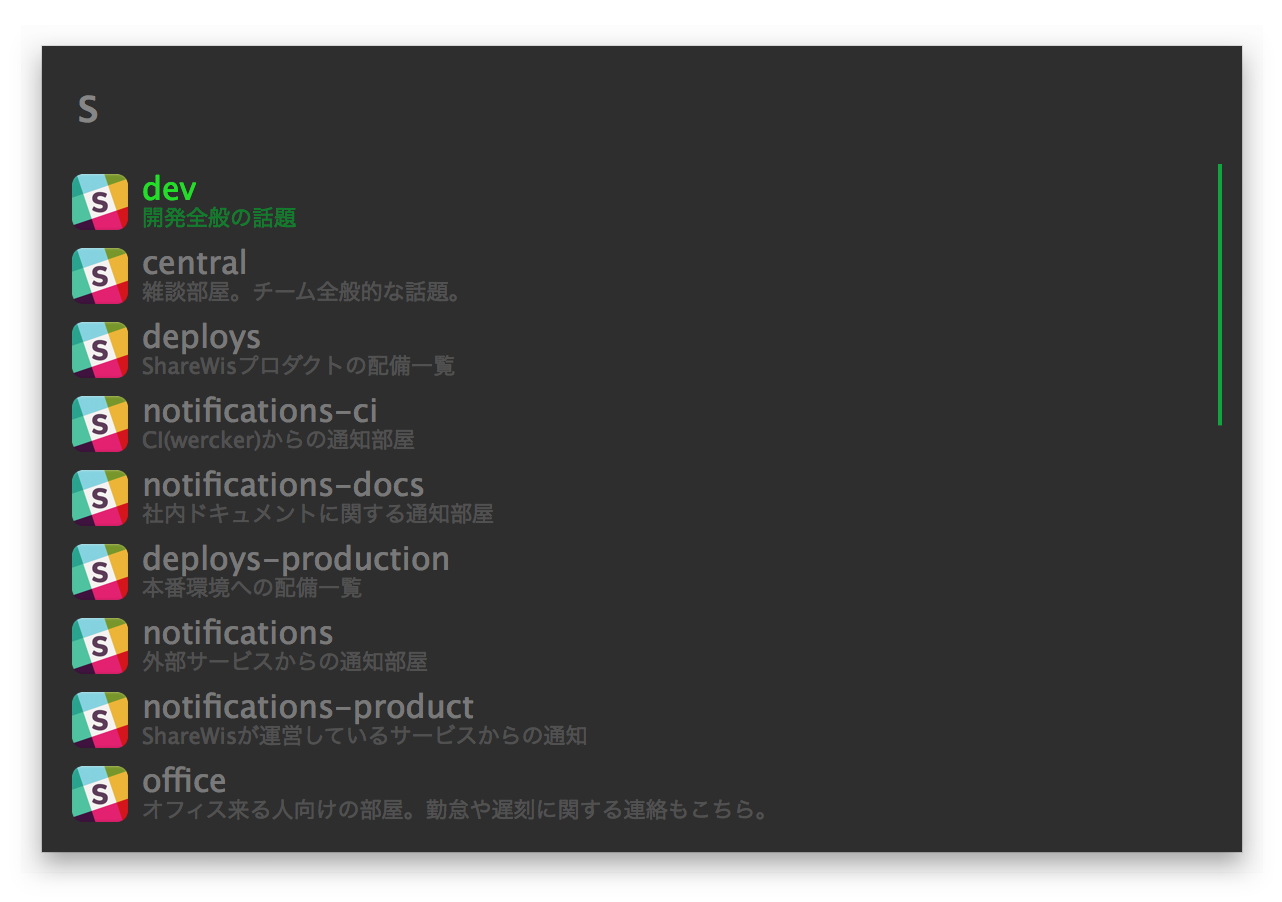 s
dev
開発全般の話題
central
雑談部屋。チーム全般的な話題。
deploys
ShareWisプロダクトの配備一覧
notifications-ci
CI(wercker)からの通知部屋
notifications-docs
社内ドキュメントに関する通知部屋
deploys-production
本番環境への配備一覧
notifications
外部サービスからの通知部屋
notifications-product
ShareWisが運営しているサービスからの通知
office
オフィス来る人向けの部屋。勤怠や遅刻に関する連絡もこちら。